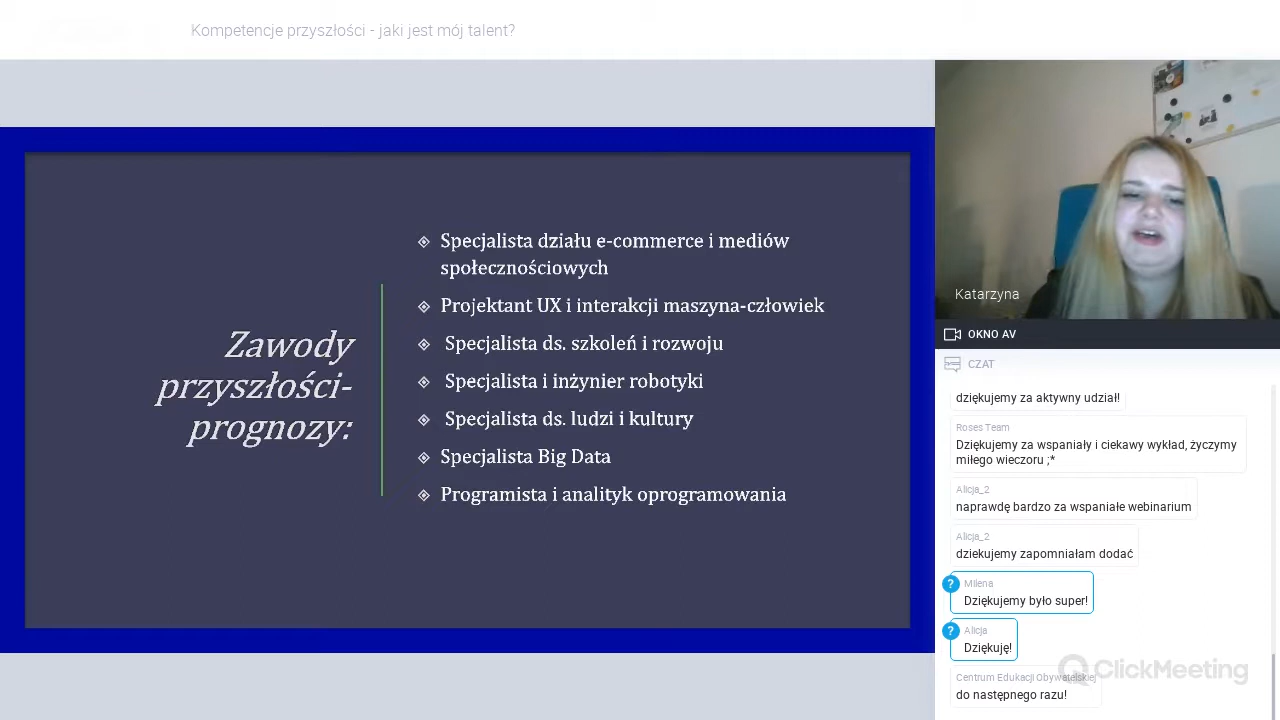 Kompetencje przyszłości - jaki jest mój talent?
Zawody
przyszłości-
prognozy:
Specjalista działu e-commerce i mediów
społecznościowych
Projektant UX i interakcji maszyna-człowiek
Specjalista ds. szkoleń i rozwoju
Specjalista i inżynier robotyki
Specjalista ds. ludzi i kultury
Specjalista Big Data
Programista i analityk oprogramowania
Katarzyna
OKNO AV
CZAT
dziękujemy za aktywny udział!
Roses Team
Dziękujemy za wspaniały i ciekawy wykład, życzymy
miłego wieczoru ;*
Alicja_2
naprawdę bardzo za wspaniałe webinarium
Alicja_2
dziekujemy zapomniałam dodać
? Milena
Dziękujemy było super!
? Alicja
Dziękuję!
Centrum Edukacji Obywatelskiej
do następnego razu!
ClickMeeting